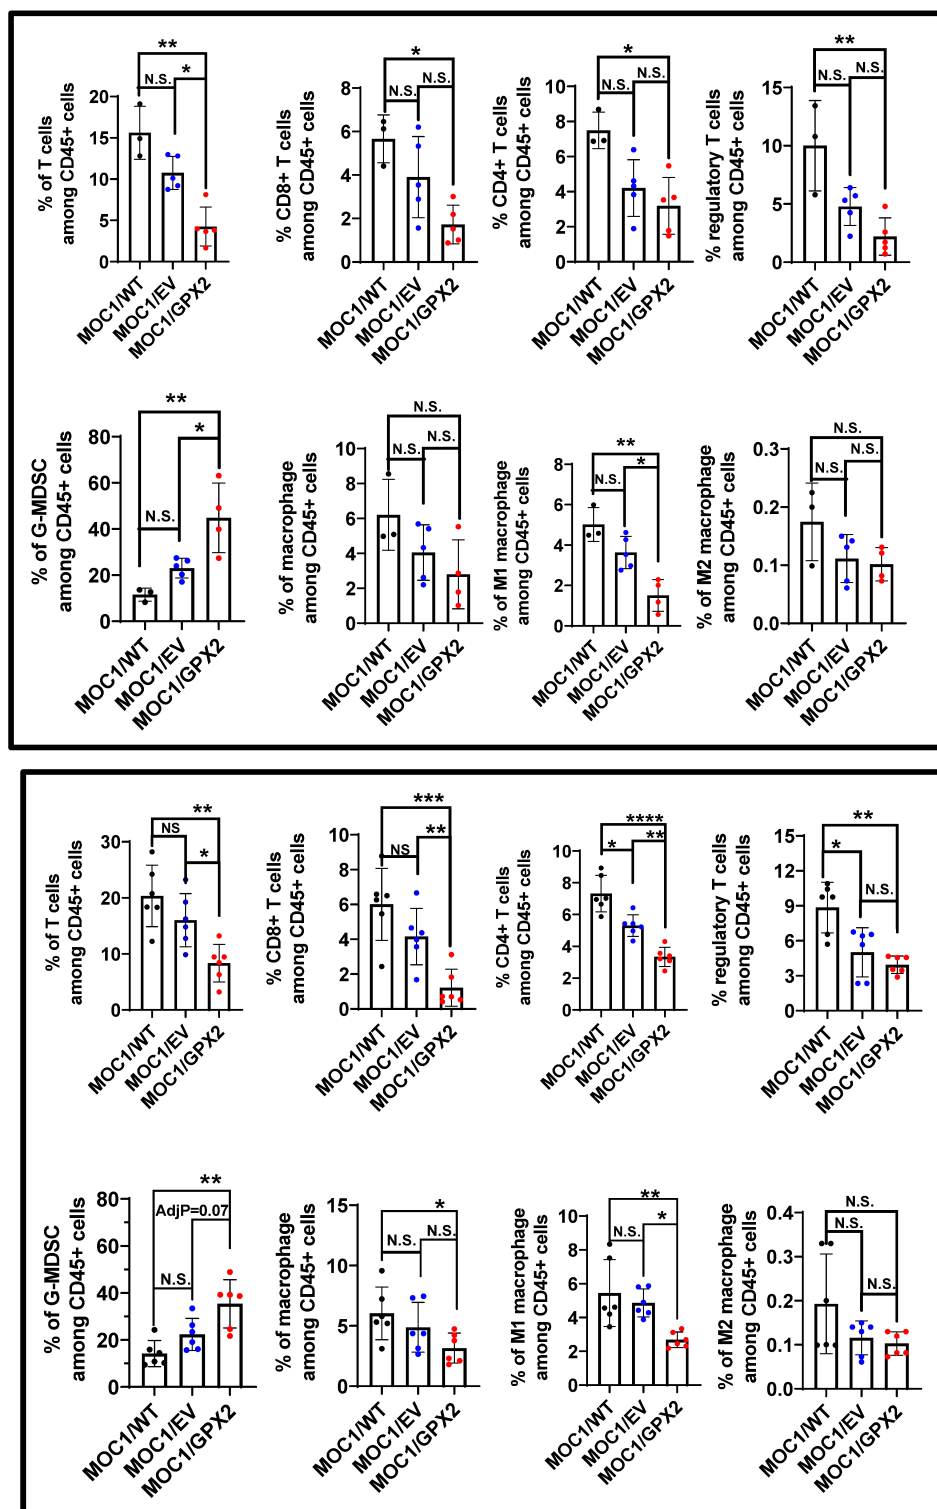 **
N.S.
*
% of T cells
among CD45+ cells
20
15
10
5
0
MOC1/WT
MOC1/EV
MOC1/GPX2
*
N.S.
N.S.
% CD8+ T cells
among CD45+ cells
8
6
4
2
0
MOC1/WT
MOC1/EV
MOC1/GPX2
*
N.S.
N.S.
% CD4+ T cells
among CD45+ cells
10
8
6
4
2
0
MOC1/WT
MOC1/EV
MOC1/GPX2
**
N.S.
N.S.
% regulatory T cells
among CD45+ cells
15
10
5
0
MOC1/WT
MOC1/EV
MOC1/GPX2
**
*
N.S.
% of G-MDSC
among CD45+ cells
80
60
40
20
0
MOC1/WT
MOC1/EV
MOC1/GPX2
N.S.
N.S.
N.S.
% of macrophage
among CD45+ cells
10
8
6
4
2
0
MOC1/WT
MOC1/EV
MOC1/GPX2
**
N.S.
*
% of M1 macrophage
among CD45+ cells
8
6
4
2
0
MOC1/WT
MOC1/EV
MOC1/GPX2
N.S.
N.S.
N.S.
% of M2 macrophage
among CD45+ cells
0.3
0.2
0.1
0.0
MOC1/WT
MOC1/EV
MOC1/GPX2
**
NS
*
% of T cells
among CD45+ cells
30
20
10
0
MOC1/WT
MOC1/EV
MOC1/GPX2
***
NS
**
% CD8+ T cells
among CD45+ cells
10
8
6
4
2
0
MOC1/WT
MOC1/EV
MOC1/GPX2
****
*
**
% CD4+ T cells
among CD45+ cells
10
8
6
4
2
0
MOC1/WT
MOC1/EV
MOC1/GPX2
**
*
N.S.
% regulatory T cells
among CD45+ cells
15
12
9
6
3
0
MOC1/WT
MOC1/EV
MOC1/GPX2
**
AdjP=0.07
N.S.
% of G-MDSC
among CD45+ cells
80
60
40
20
0
MOC1/WT
MOC1/EV
MOC1/GPX2
*
N.S.
N.S.
% of macrophage
among CD45+ cells
15
10
5
0
MOC1/WT
MOC1/EV
MOC1/GPX2
**
N.S.
*
% of M1 macrophage
among CD45+ cells
10
8
6
4
2
0
MOC1/WT
MOC1/EV
MOC1/GPX2
N.S.
N.S.
N.S.
% of M2 macrophage
among CD45+ cells
0.4
0.3
0.2
0.1
0.0
MOC1/WT
MOC1/EV
MOC1/GPX2